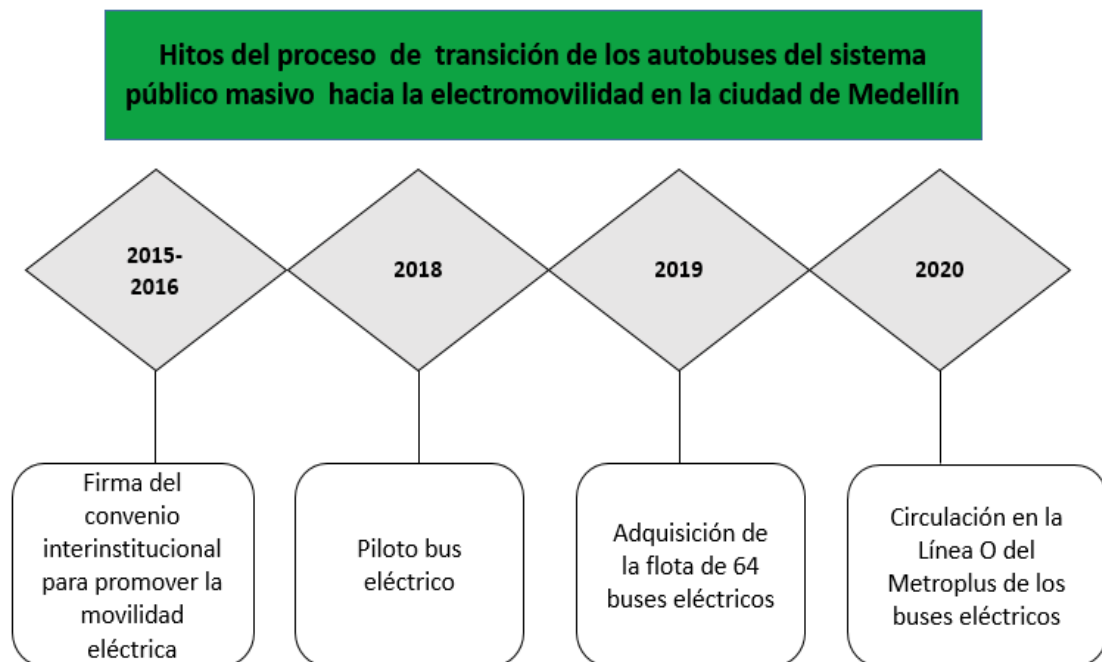 Hitos del proceso de transición de los autobuses del sistema
público masivo hacia la electromovilidad en la ciudad de Medellín
2015-
2016
2018
2019
2020
Firma del
convenio
interinstitucional
para promover la
movilidad
eléctrica
Piloto bus
eléctrico
Adquisición de
la flota de 64
buses eléctricos
Circulación en la
Línea O del
Metroplus de los
buses eléctricos